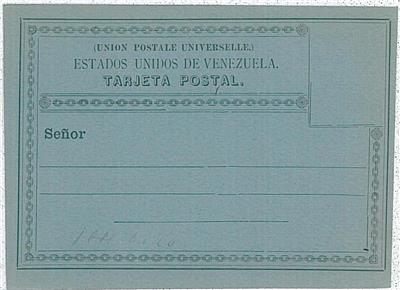 (UNION POSTALE UNIVERSELLE.)
ESTADOS UNIDOS DE VENEZUELA.
TARJETA POSTAL.
Señor